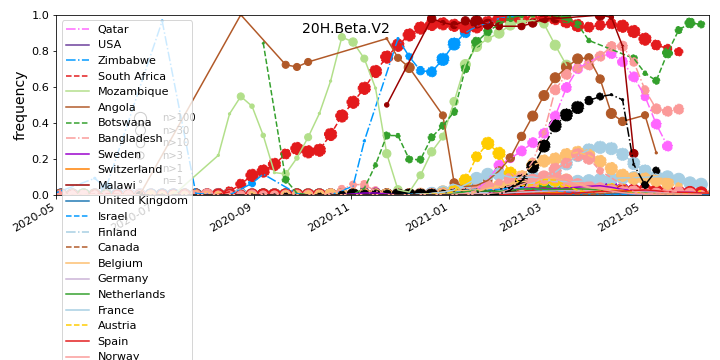 20H.Beta.V2
frequency
1.0
0.8
0.6
0.4
0.2
0.0
2020-05
2020-07
2020-09
2020-11
2021-01
2021-03
2021-05
n>100
n>30
n>10
n>3
n>1
n=1
Qatar
USA
Zimbabwe
South Africa
Mozambique
Angola
Botswana
Bangladesh
Sweden
Switzerland
Malawi
United Kingdom
Israel
Finland
Canada
Belgium
Germany
Netherlands
France
Austria
Spain
Norway